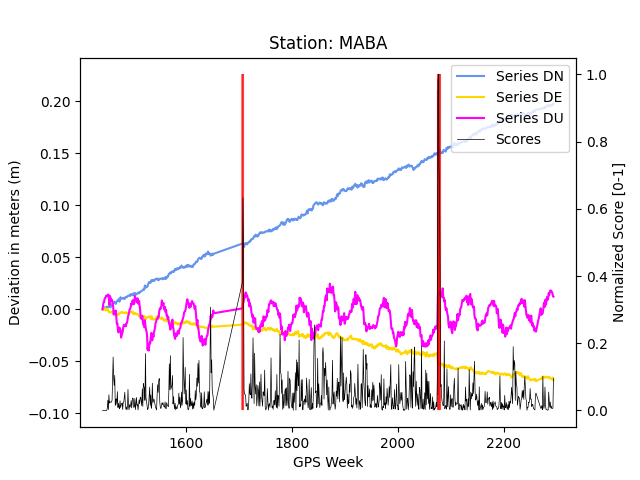 Station: MABA
Series DN
Series DE
Series DU
Scores
Deviation in meters (m)
0.20
0.15
0.10
0.05
0.00
−0.05
−0.10
1.0
0.8
0.6
0.4
0.2
0.0
Normalized Score [0-1]
1600
1800
2000
2200
GPS Week